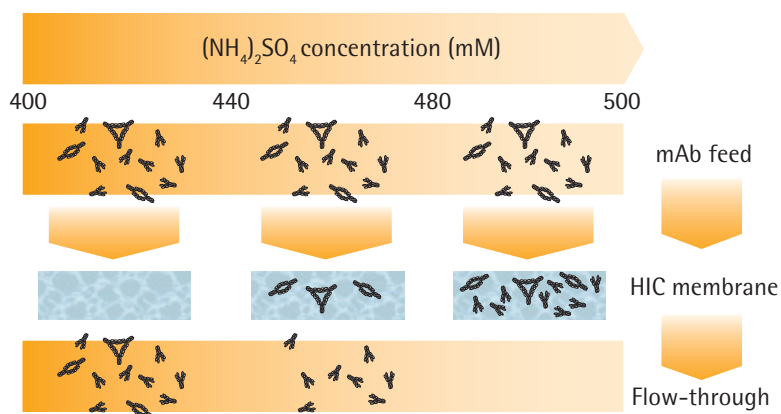 (NH₄)₂SO₄ concentration (mM)
400 440 480 500
mAb feed
HIC membrane
Flow-through